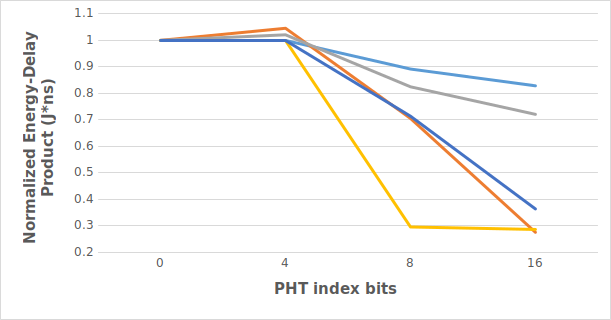 1.1
1
0.9
0.8
0.7
0.6
0.5
0.4
0.3
0.2
Normalized Energy-Delay
Product (J*ns)
0 4 8 16
PHT index bits